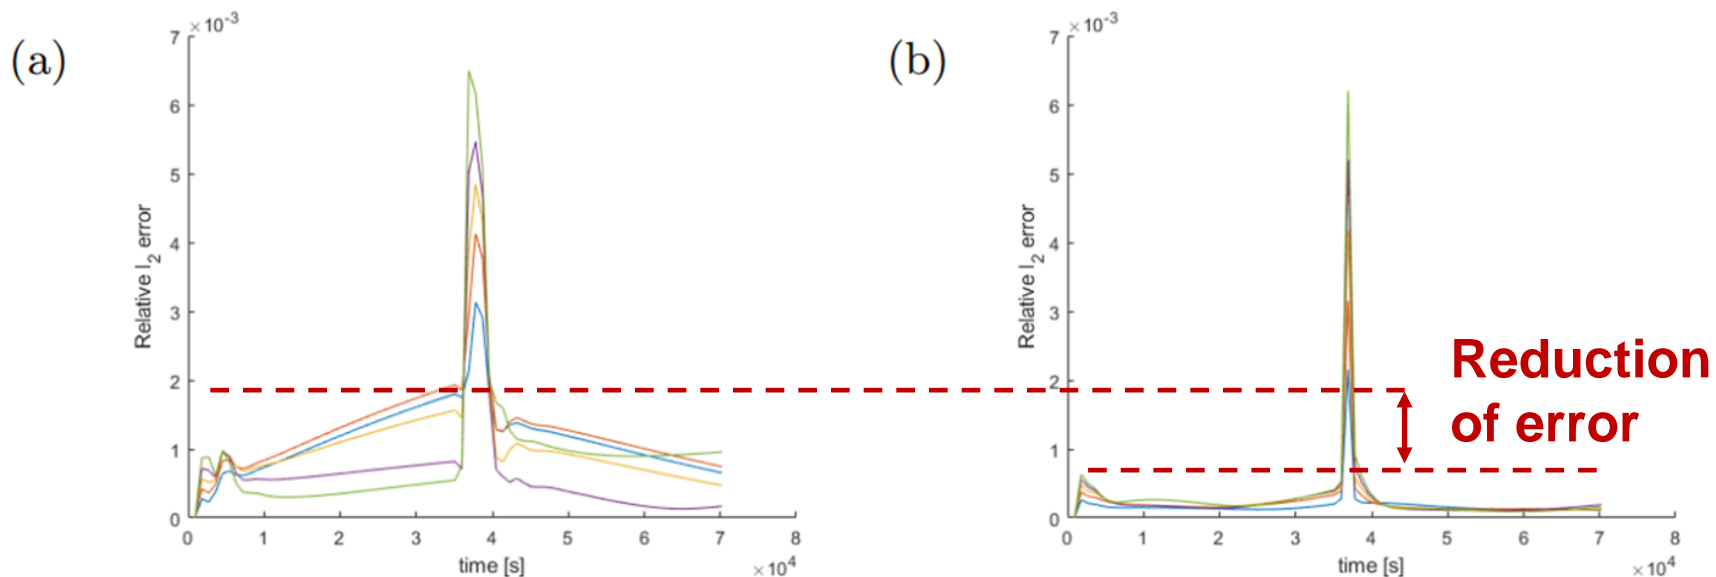 (a)
×10⁻³
7
6
5
4
3
2
1
0
Relative l₂ error
0 1 2 3 4 5 6 7 8
time [s]
×10⁴
(b)
×10⁻³
7
6
5
4
3
2
1
0
Relative l₂ error
0 1 2 3 4 5 6 7 8
time [s]
×10⁴
Reduction
of error